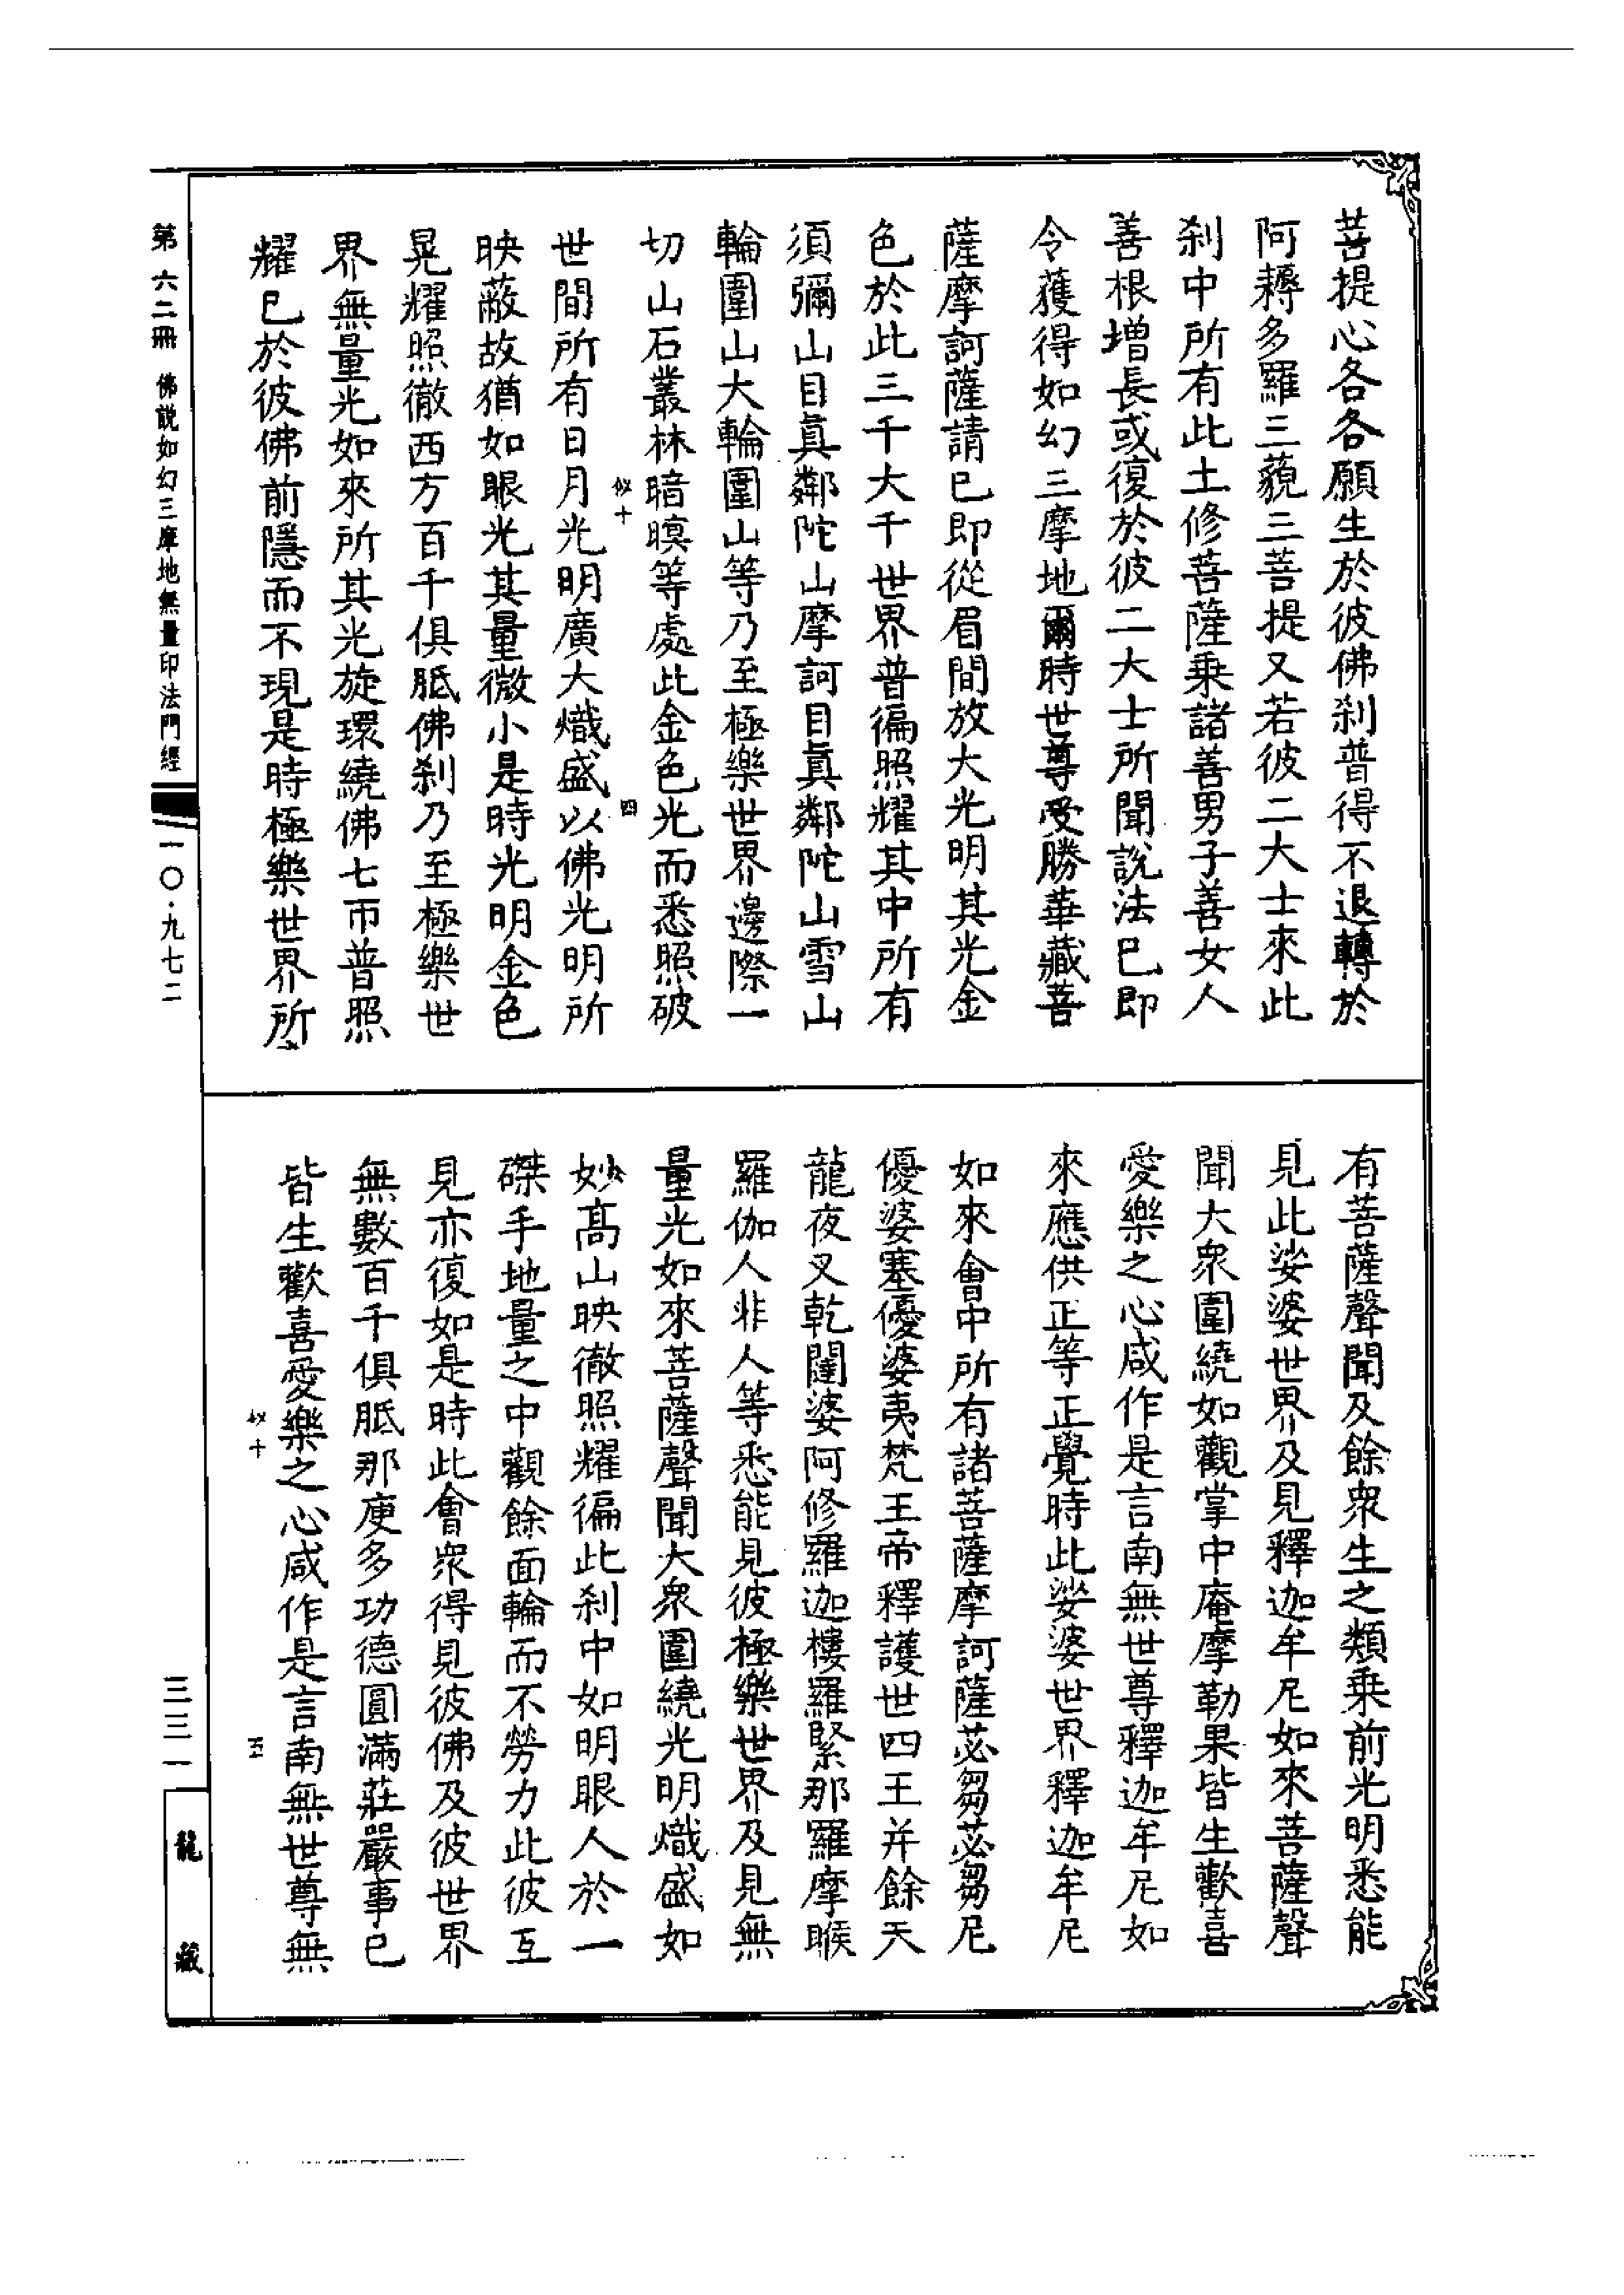 菩提心各各願生於彼佛刹普得不退轉於
阿耨多羅三藐三菩提又若彼二大士來此
刹中所有此土修菩薩乘諸善男子善女人
善根增長或復於彼二大士所聞説法已即
令獲得如幻三摩地爾時世尊受勝華藏菩
薩摩訶薩請已即從眉間放大光明其光金
色於此三千大千世界普徧照耀其中所有
須彌山目真鄰陀山摩訶目真鄰陀山雪山
輪圍山大輪圍山等乃至極樂世界邊際一
切山石叢林暗暝等處此金色光而悉照破
世間所有日月光明廣大熾盛以佛光明所
映蔽故猶如眼光其量微小是時光明金色
晃耀照徹西方百千俱胝佛刹乃至極樂世
界無量光如來所其光旋環繞佛七帀普照
耀已於彼佛前隱而不現是時極樂世界所
十
四
有菩薩聲聞及餘衆生之類乘前光明悉能
見此娑婆世界及見釋迦牟尼如來菩薩聲
聞大衆圍繞如觀掌中庵摩勒果皆生歡喜
愛樂之心咸作是言南無世尊釋迦牟尼如
來應供正等正覺時此娑婆世界釋迦牟尼
如來會中所有諸菩薩摩訶薩苾芻苾芻尼
優婆塞優婆夷梵王帝釋護世四王并餘天
龍夜叉乾闥婆阿修羅迦樓羅緊那羅摩睺
羅伽人非人等悉能見彼極樂世界及見無
量光如來菩薩聲聞大衆圍繞光明熾盛如
妙高山映徹照耀徧此刹中如明眼人於一
磔手地量之中觀餘面輪而不勞力此彼互
見亦復如是時此會衆得見彼佛及彼世界
無數百千俱胝那庾多功德圓滿莊嚴事已
皆生歡喜愛樂之心咸作是言南無世尊無
十
五
第六二冊 佛説如幻三摩地無量印法門經
一〇·九七二
三三一
龍藏